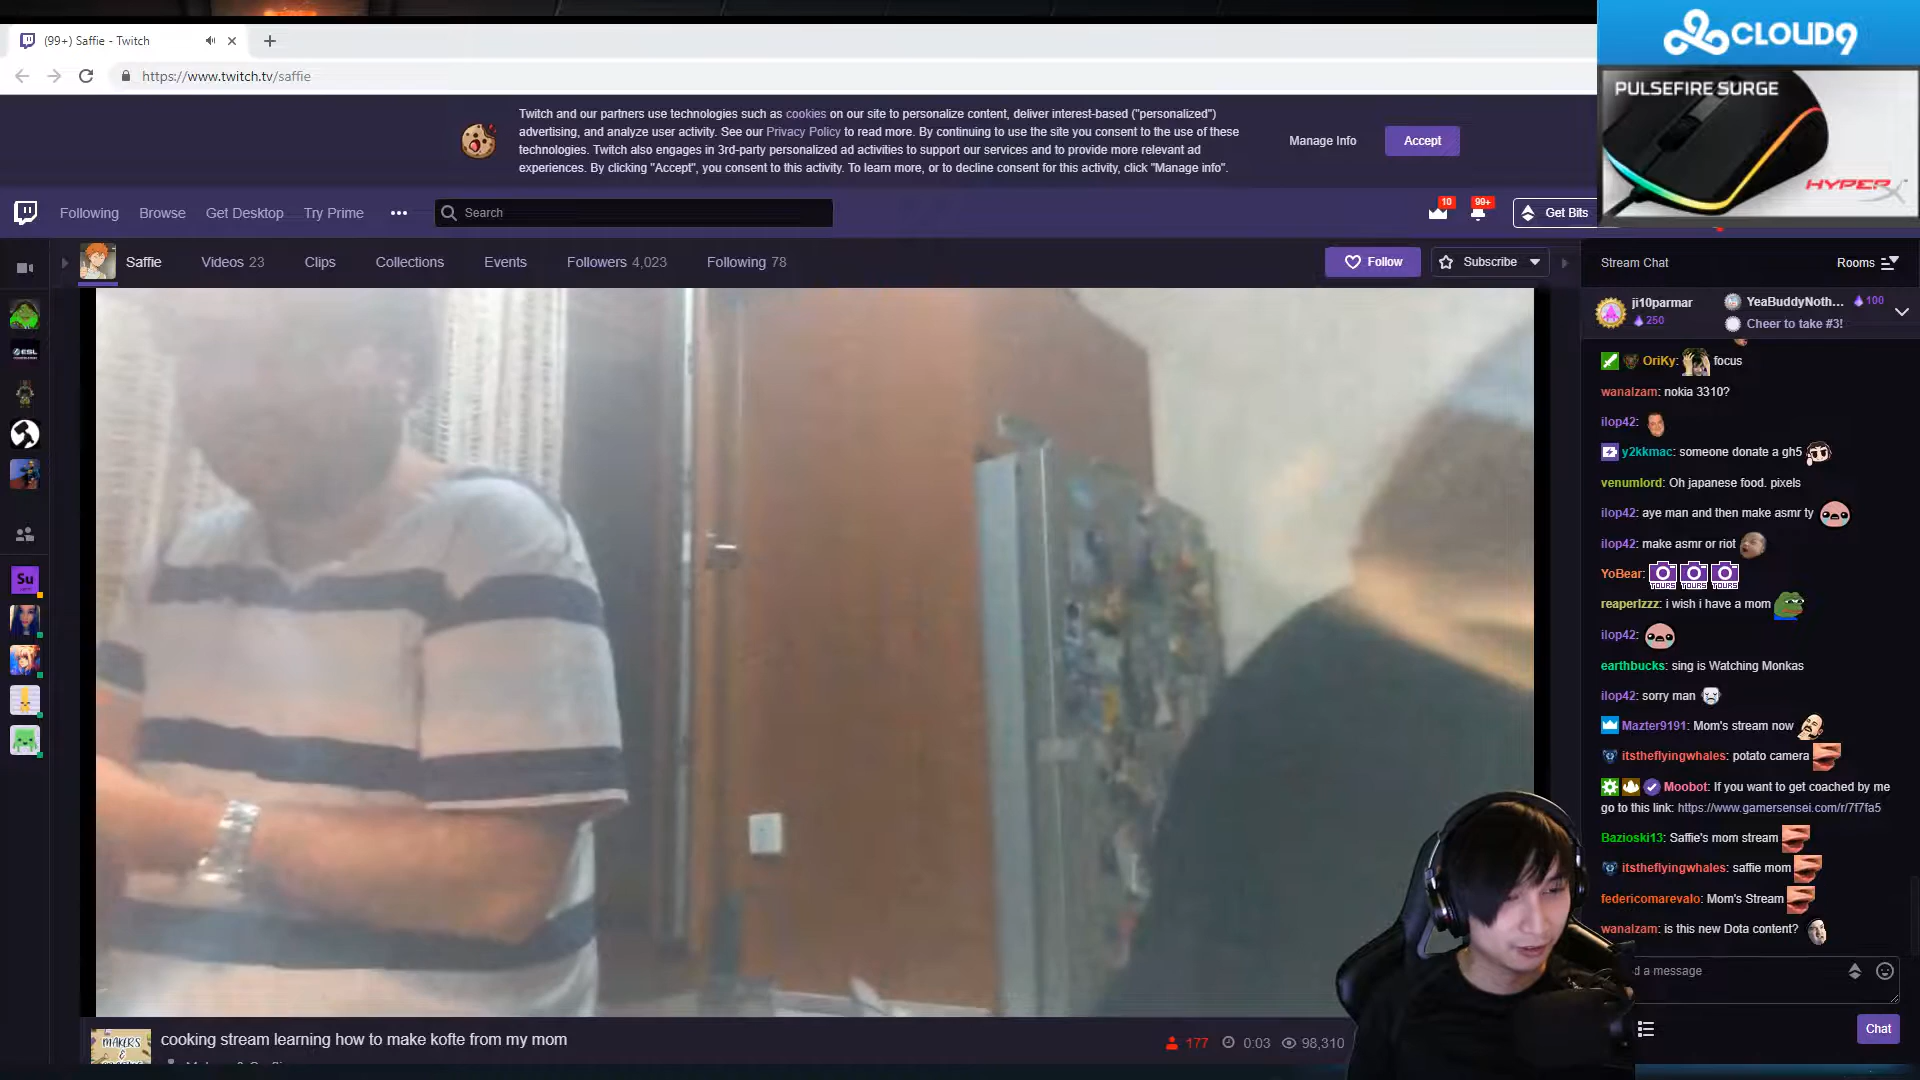 (99+) Saffie - Twitch
https://www.twitch.tv/saffie
CLOUD9
PULSEFIRE SURGE
HYPERX
Twitch and our partners use technologies such as cookies on our site to personalize content, deliver interest-based ("personalized")
advertising, and analyze user activity. See our Privacy Policy to read more. By continuing to use the site you consent to the use of these
technologies. Twitch also engages in 3rd-party personalized ad activities to support our services and to provide more relevant ad
experiences. By clicking "Accept", you consent to this activity. To learn more, or to decline consent for this activity, click "Manage info".
Manage Info
Accept
Following Browse Get Desktop Try Prime
Search
10
99+
Get Bits
Saffie Videos 23 Clips Collections Events Followers 4,023 Following 78
Follow
Subscribe
Stream Chat
Rooms
ESL
Su
ji10parmar
250
YeaBuddyNoth... 100
Cheer to take #3!
OriKy: focus
wanalzam: nokia 3310?
ilop42:
y2kkmac: someone donate a gh5
venumlord: Oh japanese food. pixels
ilop42: aye man and then make asmr ty
ilop42: make asmr or riot
YoBear: TOURS TOURS TOURS
reaperlzzz: i wish i have a mom
ilop42:
earthbucks: sing is Watching Monkas
ilop42: sorry man
Mazter9191: Mom's stream now
itstheflyingwhales: potato camera
Moobot: If you want to get coached by me
go to this link: https://www.gamersensei.com/r/7f7fa5
Bazioski13: Saffie's mom stream
itstheflyingwhales: saffie mom
federicomarevalo: Mom's Stream
wanalzam: is this new Dota content?
d a message
Chat
MAKERS
&
cooking stream learning how to make kofte from my mom
177 0:03 98,310